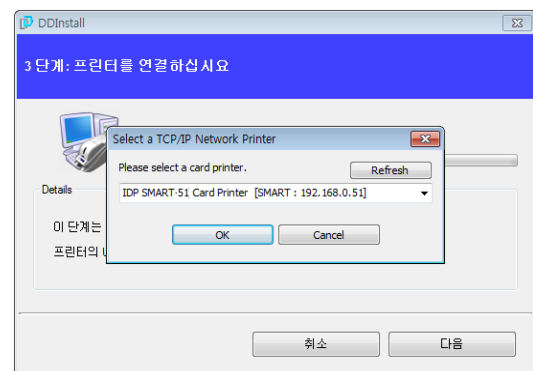 DDInstall
3 단계: 프린터를 연결하십시요
Select a TCP/IP Network Printer
Please select a card printer.
Refresh
IDP SMART-51 Card Printer [SMART : 192.168.0.51]
OK
Cancel
Details
이 단계는
프린터의
취소
다음